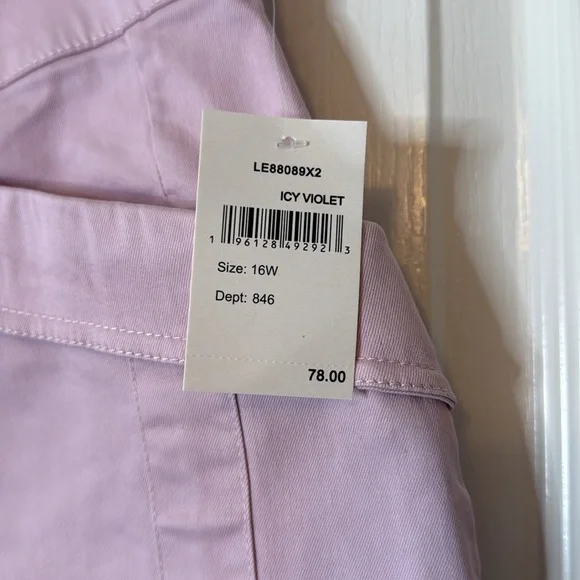 LE88089X2
ICY VIOLET
1 96128 49292 3
Size: 16W
Dept: 846
78.00